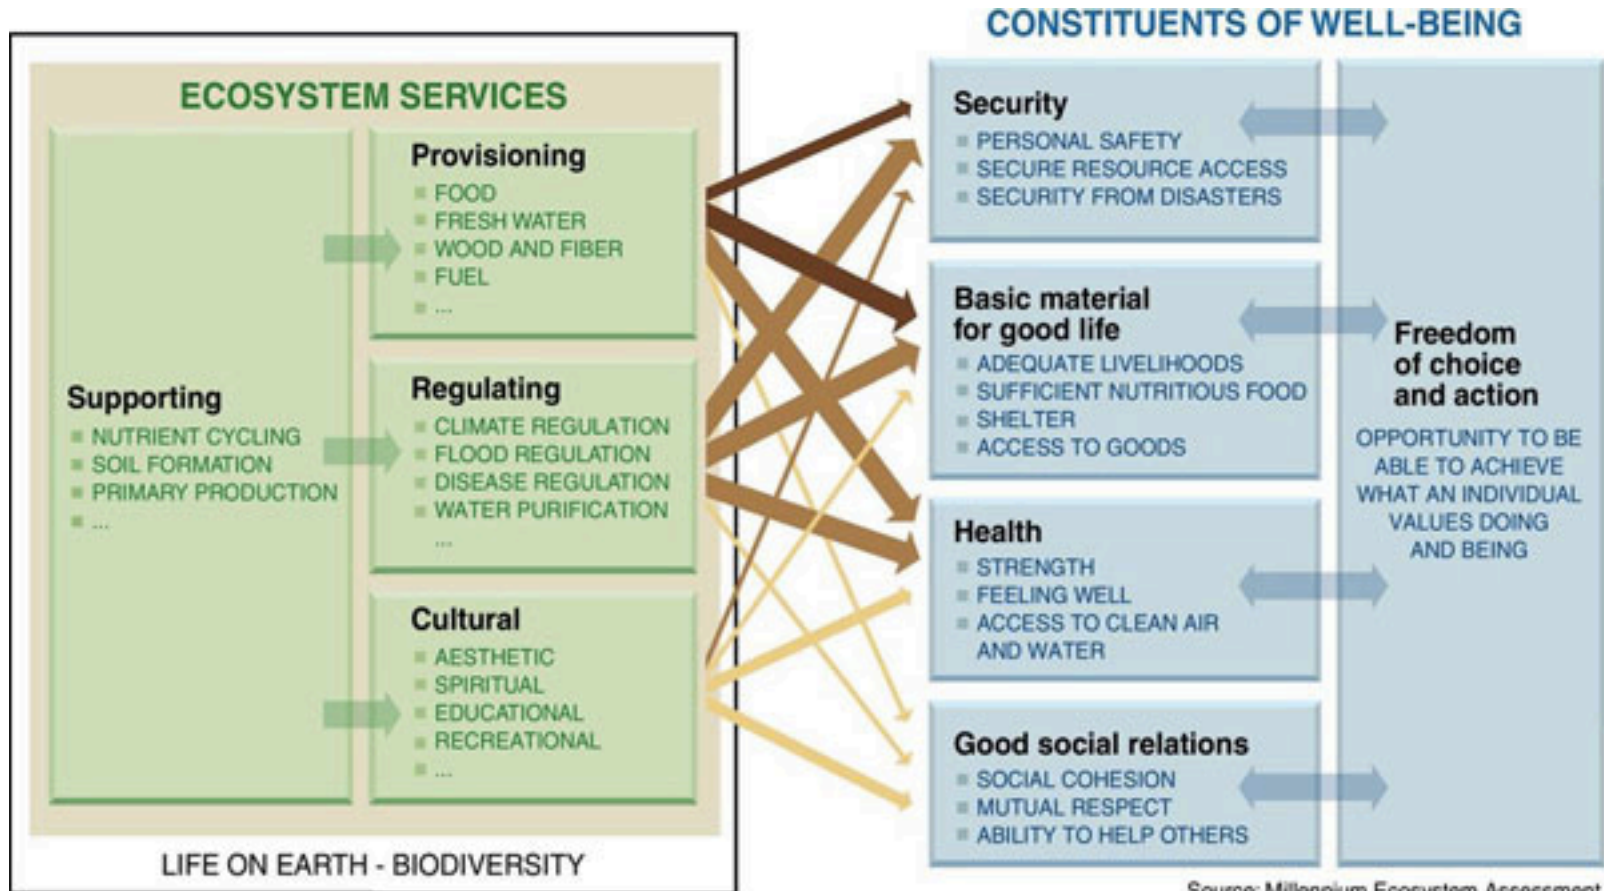 CONSTITUENTS OF WELL-BEING
ECOSYSTEM SERVICES
Supporting
NUTRIENT CYCLING
SOIL FORMATION
PRIMARY PRODUCTION
...
Provisioning
FOOD
FRESH WATER
WOOD AND FIBER
FUEL
...
Regulating
CLIMATE REGULATION
FLOOD REGULATION
DISEASE REGULATION
WATER PURIFICATION
...
Cultural
AESTHETIC
SPIRITUAL
EDUCATIONAL
RECREATIONAL
...
LIFE ON EARTH - BIODIVERSITY
Security
PERSONAL SAFETY
SECURE RESOURCE ACCESS
SECURITY FROM DISASTERS
Basic material
for good life
ADEQUATE LIVELIHOODS
SUFFICIENT NUTRITIOUS FOOD
SHELTER
ACCESS TO GOODS
Health
STRENGTH
FEELING WELL
ACCESS TO CLEAN AIR
AND WATER
Good social relations
SOCIAL COHESION
MUTUAL RESPECT
ABILITY TO HELP OTHERS
Freedom
of choice
and action
OPPORTUNITY TO BE
ABLE TO ACHIEVE
WHAT AN INDIVIDUAL
VALUES DOING
AND BEING
Source: Millennium Ecosystem Assessment